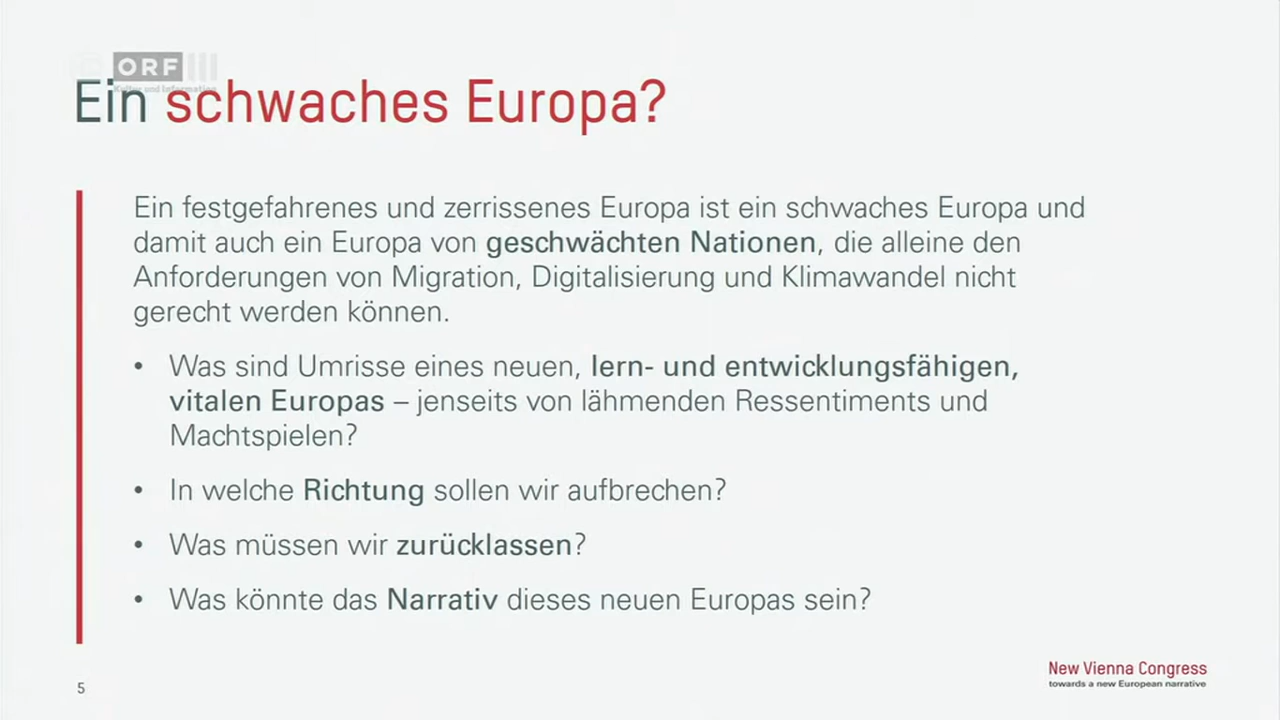 ORF III
Kultur und Information
Ein schwaches Europa?
Ein festgefahrenes und zerrissenes Europa ist ein schwaches Europa und
damit auch ein Europa von geschwächten Nationen, die alleine den
Anforderungen von Migration, Digitalisierung und Klimawandel nicht
gerecht werden können.
• Was sind Umrisse eines neuen, lern- und entwicklungsfähigen,
vitalen Europas – jenseits von lähmenden Ressentiments und
Machtspielen?
• In welche Richtung sollen wir aufbrechen?
• Was müssen wir zurücklassen?
• Was könnte das Narrativ dieses neuen Europas sein?
New Vienna Congress
towards a new European narrative
5